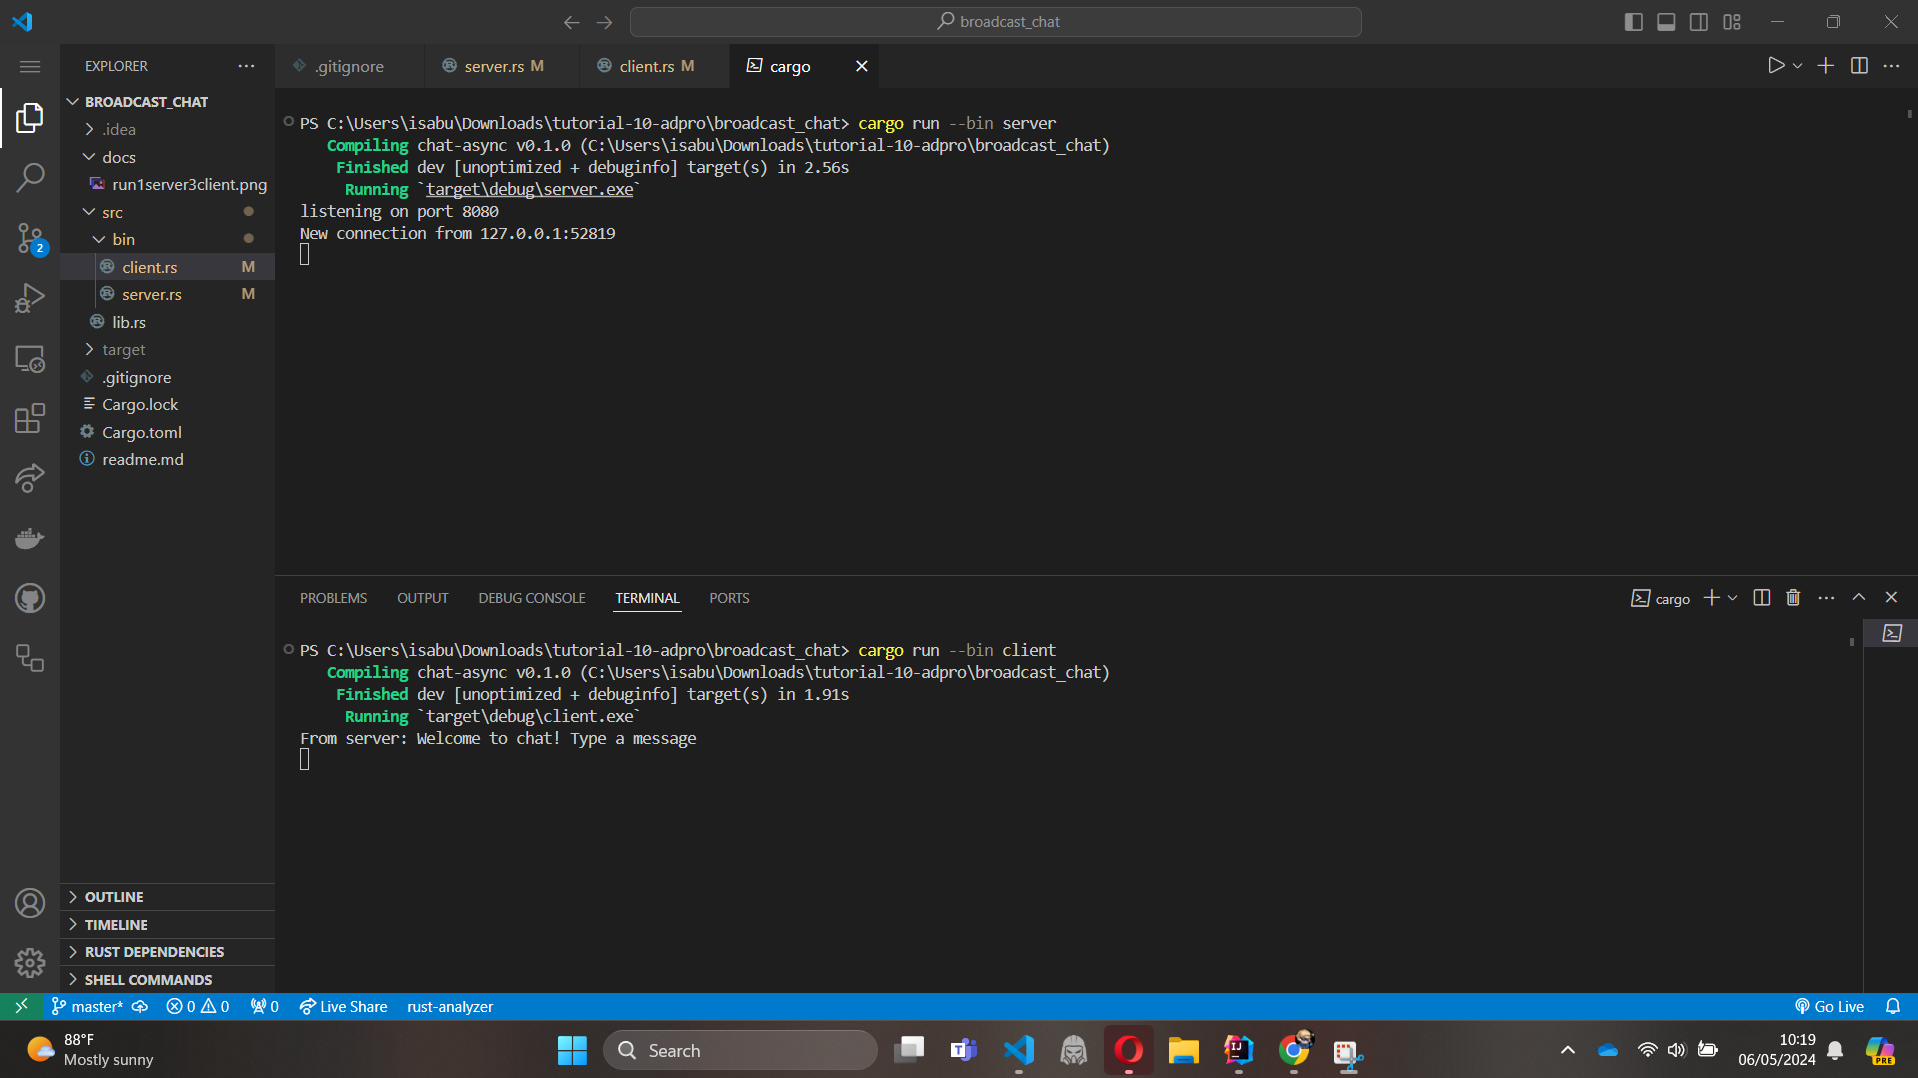 broadcast_chat
EXPLORER
.gitignore
server.rs M
client.rs M
cargo
BROADCAST_CHAT
.idea
docs
run1server3client.png
src
bin
client.rs M
server.rs M
lib.rs
target
.gitignore
Cargo.lock
Cargo.toml
readme.md
2
PS C:\Users\isabu\Downloads\tutorial-10-adpro\broadcast_chat> cargo run --bin server
Compiling chat-async v0.1.0 (C:\Users\isabu\Downloads\tutorial-10-adpro\broadcast_chat)
Finished dev [unoptimized + debuginfo] target(s) in 2.56s
Running `target\debug\server.exe`
listening on port 8080
New connection from 127.0.0.1:52819
PROBLEMS OUTPUT DEBUG CONSOLE TERMINAL PORTS
cargo
PS C:\Users\isabu\Downloads\tutorial-10-adpro\broadcast_chat> cargo run --bin client
Compiling chat-async v0.1.0 (C:\Users\isabu\Downloads\tutorial-10-adpro\broadcast_chat)
Finished dev [unoptimized + debuginfo] target(s) in 1.91s
Running `target\debug\client.exe`
From server: Welcome to chat! Type a message
OUTLINE
TIMELINE
RUST DEPENDENCIES
SHELL COMMANDS
master* 0 0 0 Live Share rust-analyzer Go Live
88°F
Mostly sunny
Search
10:19
06/05/2024
PRE